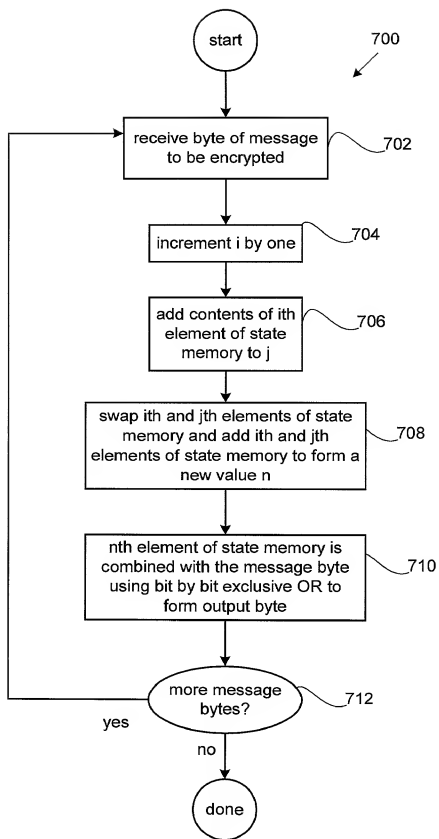 start
700
receive byte of message
to be encrypted
702
increment i by one
704
add contents of ith
element of state
memory to j
706
swap ith and jth elements of state
memory and add ith and jth
elements of state memory to form a
new value n
708
nth element of state memory is
combined with the message byte
using bit by bit exclusive OR to
form output byte
710
more message
bytes?
712
yes
no
done